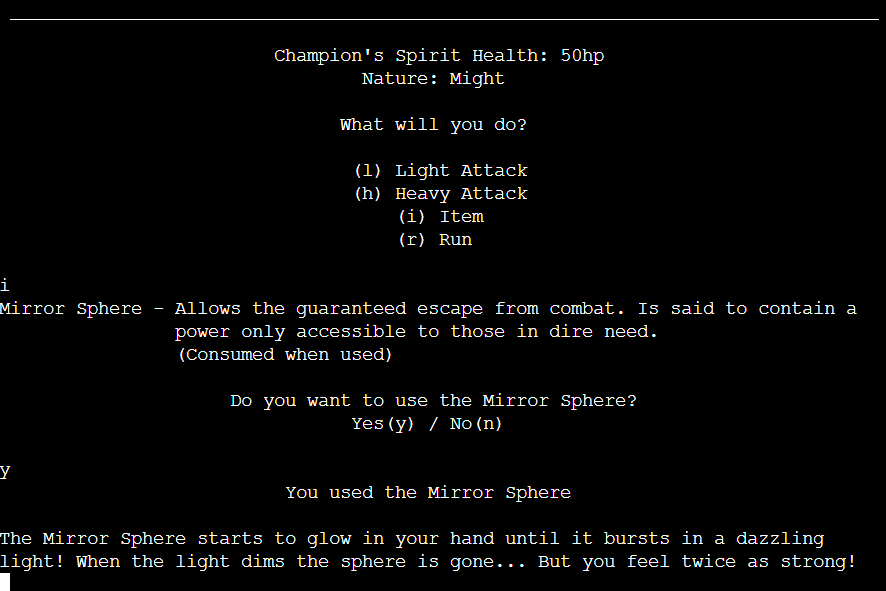 Champion's Spirit Health: 50hp
Nature: Might
What will you do?
(l) Light Attack
(h) Heavy Attack
(i) Item
(r) Run
i
Mirror Sphere - Allows the guaranteed escape from combat. Is said to contain a
power only accessible to those in dire need.
(Consumed when used)
Do you want to use the Mirror Sphere?
Yes(y) / No(n)
y
You used the Mirror Sphere
The Mirror Sphere starts to glow in your hand until it bursts in a dazzling
light! When the light dims the sphere is gone... But you feel twice as strong!